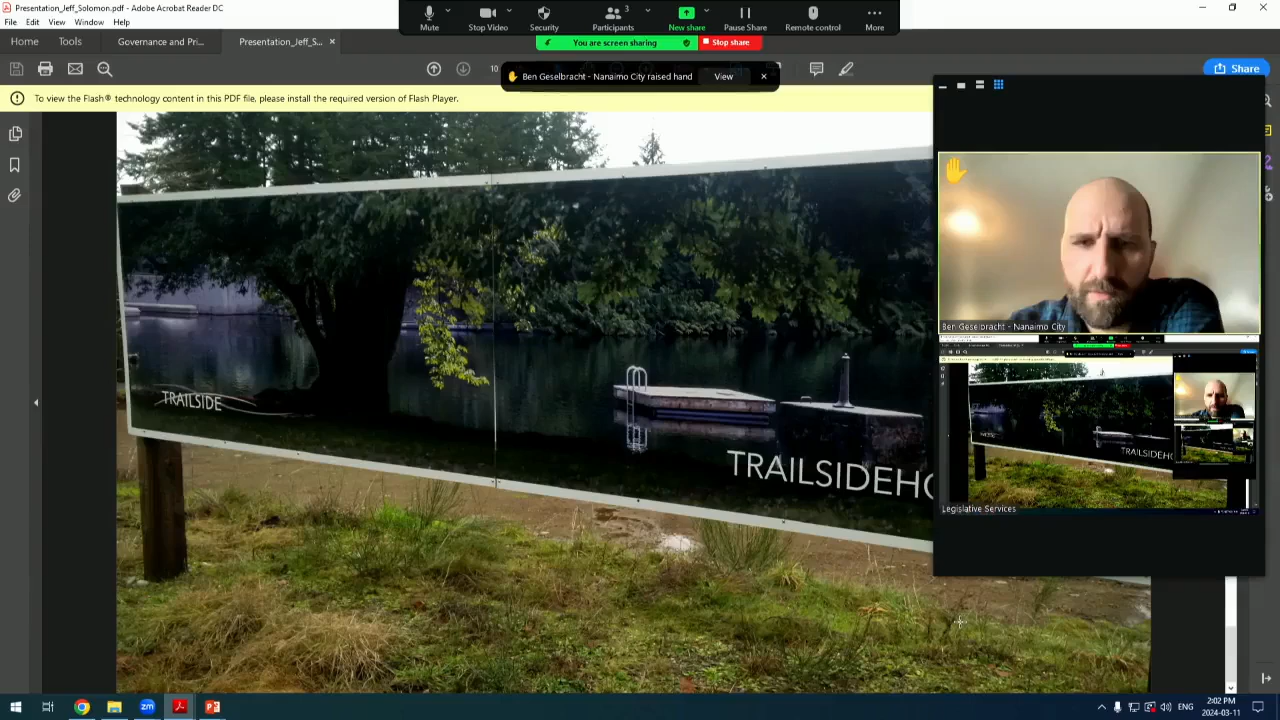 Presentation_Jeff_Solomon.pdf - Adobe Acrobat Reader DC
File Edit View Window Help
Home Tools Governance and Pri... Presentation_Jeff_S... ×
Mute Stop Video Security Participants 3 New share Pause Share Remote control More
You are screen sharing Stop share
10
Ben Geselbracht - Nanaimo City raised hand View
Share
To view the Flash® technology content in this PDF file, please install the required version of Flash Player.
TRAILSIDE
TRAILSIDEHO
Ben Geselbracht - Nanaimo City
Legislative Services
ENG
2:02 PM
2024-03-11